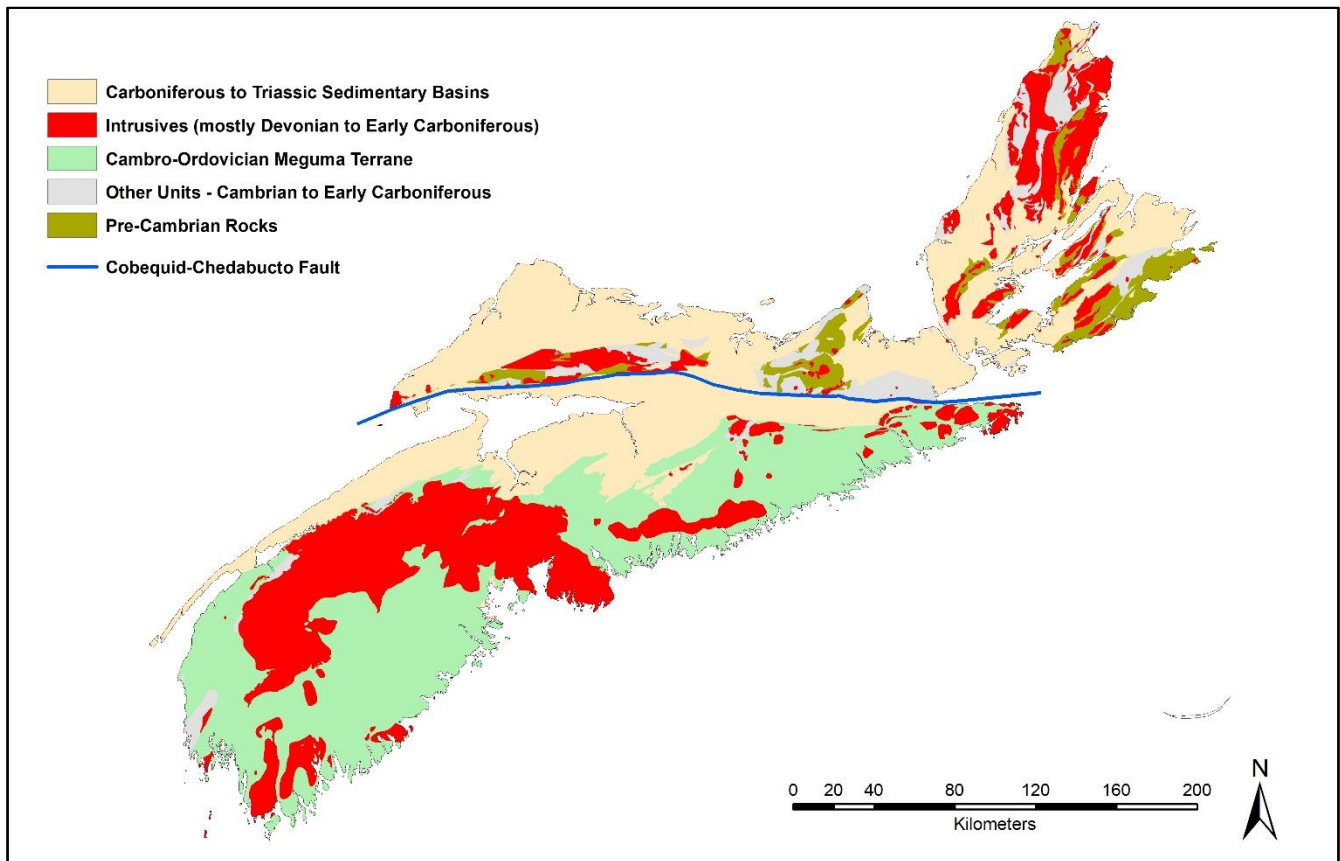 Carboniferous to Triassic Sedimentary Basins
Intrusives (mostly Devonian to Early Carboniferous)
Cambro-Ordovician Meguma Terrane
Other Units - Cambrian to Early Carboniferous
Pre-Cambrian Rocks
Cobequid-Chedabucto Fault
N
0 20 40 80 120 160 200
Kilometers